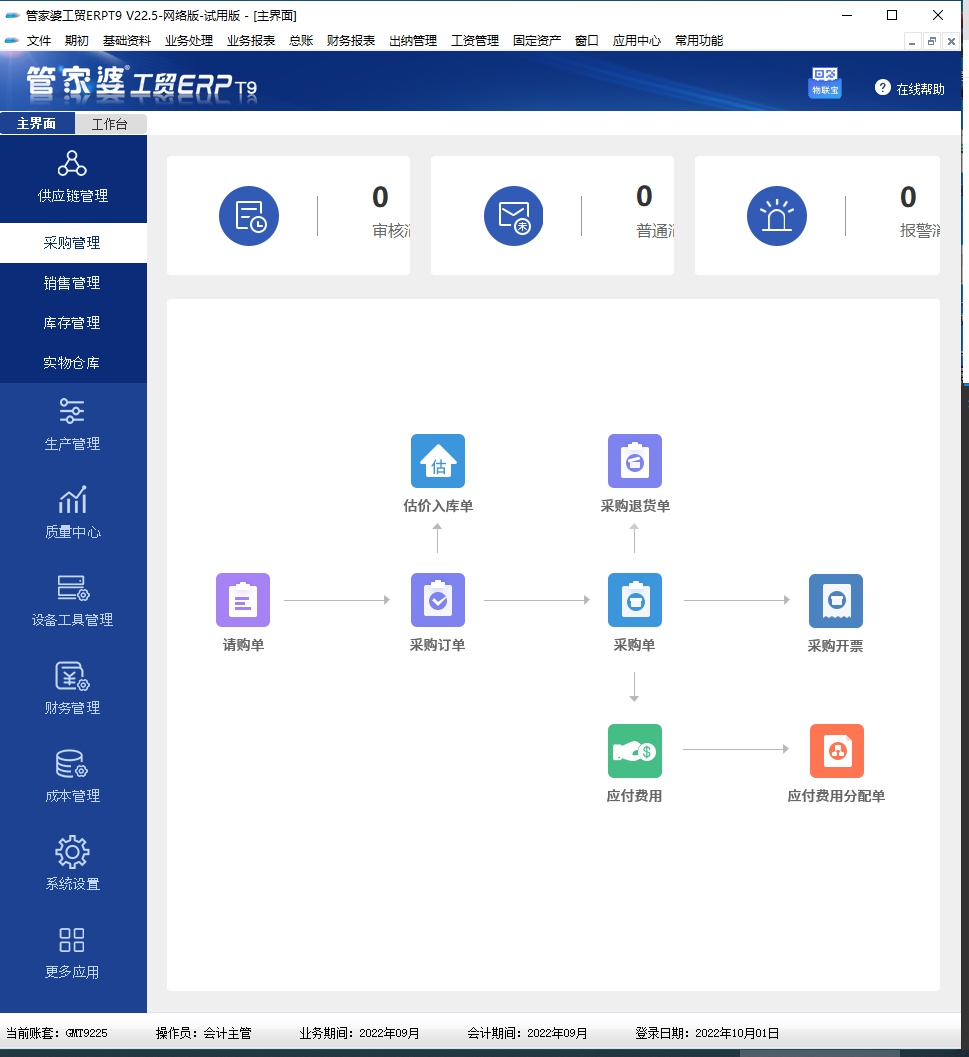 管家婆工贸ERPT9 V22.5-网络版-试用版 - [主界面]
文件 期初 基础资料 业务处理 业务报表 总账 财务报表 出纳管理 工资管理 固定资产 窗口 应用中心 常用功能
管家婆 工贸ERP T9
物联宝
? 在线帮助
主界面 工作台
供应链管理
采购管理
销售管理
库存管理
实物仓库
生产管理
质量中心
设备工具管理
财务管理
成本管理
系统设置
更多应用
0
审核
未
0
普通
0
报警
估
估价入库单 采购退货单
请购单 采购订单 采购单 采购开票
应付费用 应付费用分配单
当前账套: GMT9225 操作员: 会计主管 业务期间: 2022年09月 会计期间: 2022年09月 登录日期: 2022年10月01日